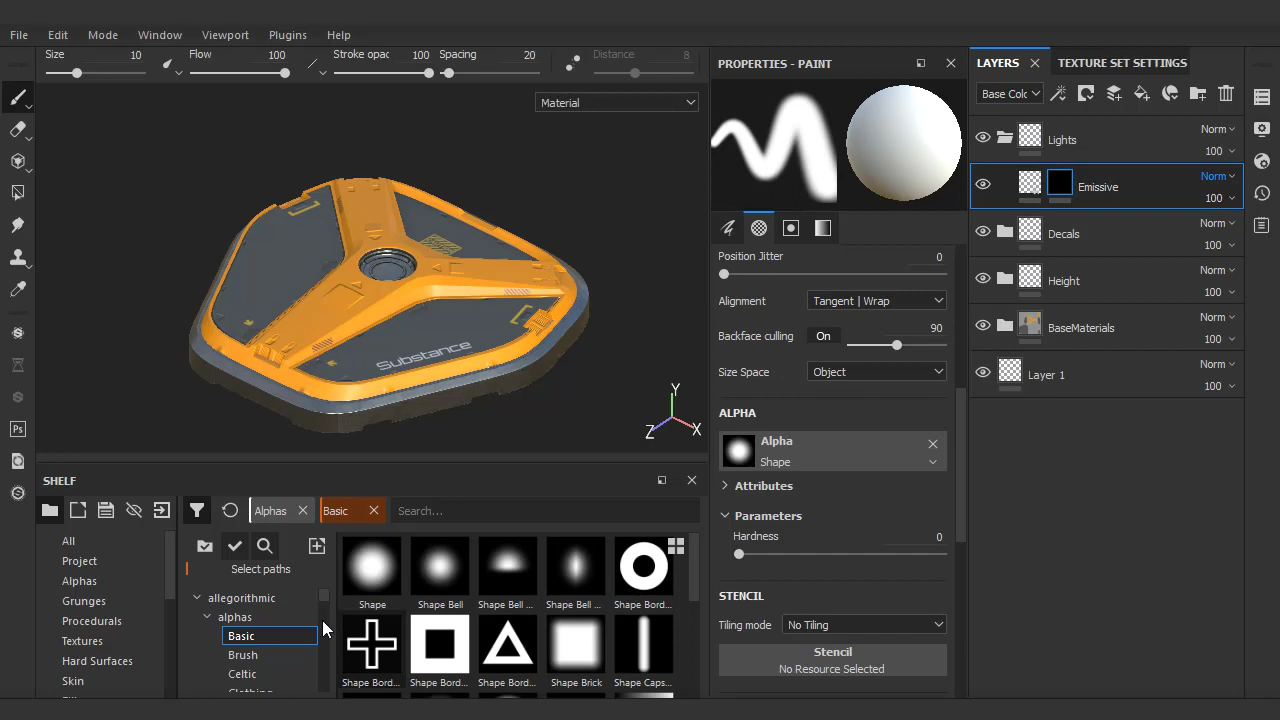 File Edit Mode Window Viewport Plugins Help
Size 10 Flow 100 Stroke opac 100 Spacing 20 Distance 8
Material
Substance
Y
Z X
PROPERTIES - PAINT
Position Jitter 0
Alignment Tangent | Wrap
Backface culling On 90
Size Space Object
ALPHA
Alpha
Shape
Attributes
Parameters
Hardness 0
STENCIL
Tiling mode No Tiling
Stencil
No Resource Selected
LAYERS TEXTURE SET SETTINGS
Base Colc
Lights Norm 100
Emissive Norm 100
Decals Norm 100
Height Norm 100
BaseMaterials Norm 100
Layer 1 Norm 100
SHELF
Alphas Basic Search...
All
Project
Alphas
Grunges
Procedurals
Textures
Hard Surfaces
Skin
Select paths
allegorithmic
alphas
Basic
Brush
Celtic
Shape Shape Bell Shape Bell ... Shape Bell ... Shape Bord...
Shape Bord... Shape Bord... Shape Bord... Shape Brick Shape Caps...
Ps